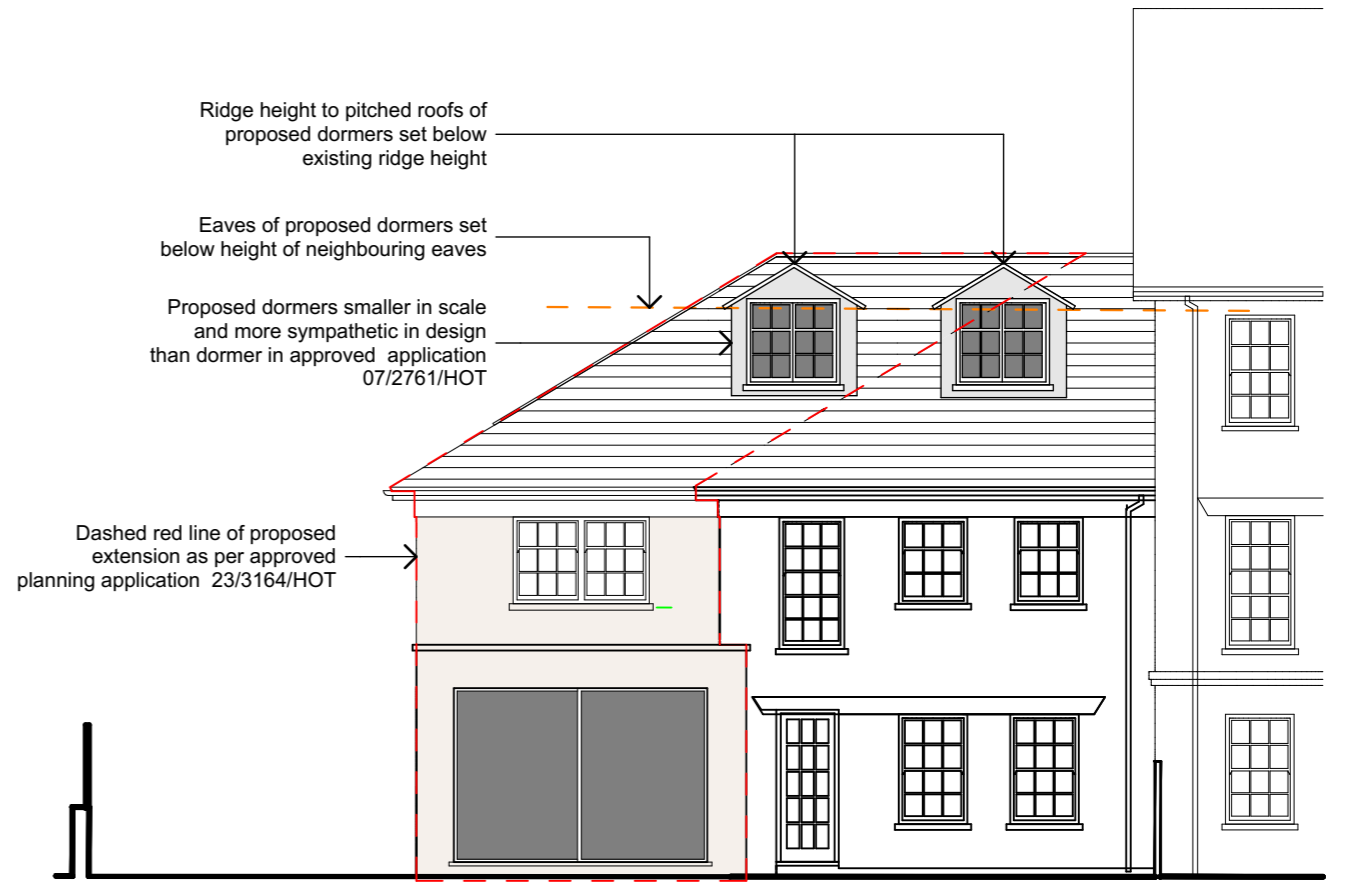 Ridge height to pitched roofs of
proposed dormers set below
existing ridge height
Eaves of proposed dormers set
below height of neighbouring eaves
Proposed dormers smaller in scale
and more sympathetic in design
than dormer in approved application
07/2761/HOT
Dashed red line of proposed
extension as per approved
planning application 23/3164/HOT